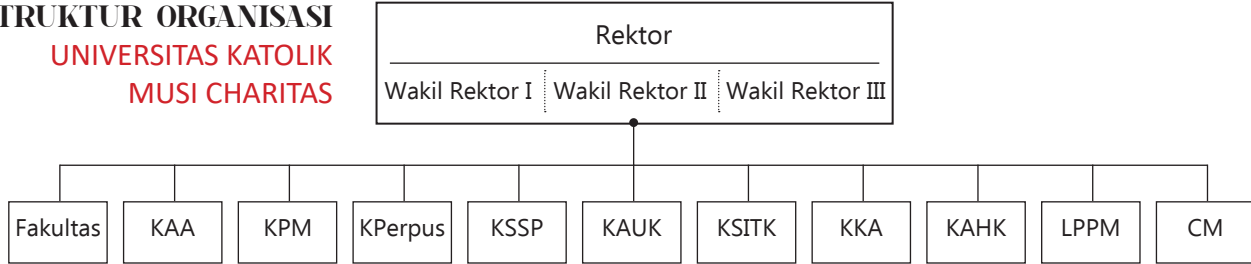 TRUKTUR ORGANISASI
UNIVERSITAS KATOLIK
MUSI CHARITAS
Rektor
Wakil Rektor I Wakil Rektor II Wakil Rektor III
Fakultas KAA KPM KPerpus KSSP KAUK KSITK KKA KAHK LPPM CM